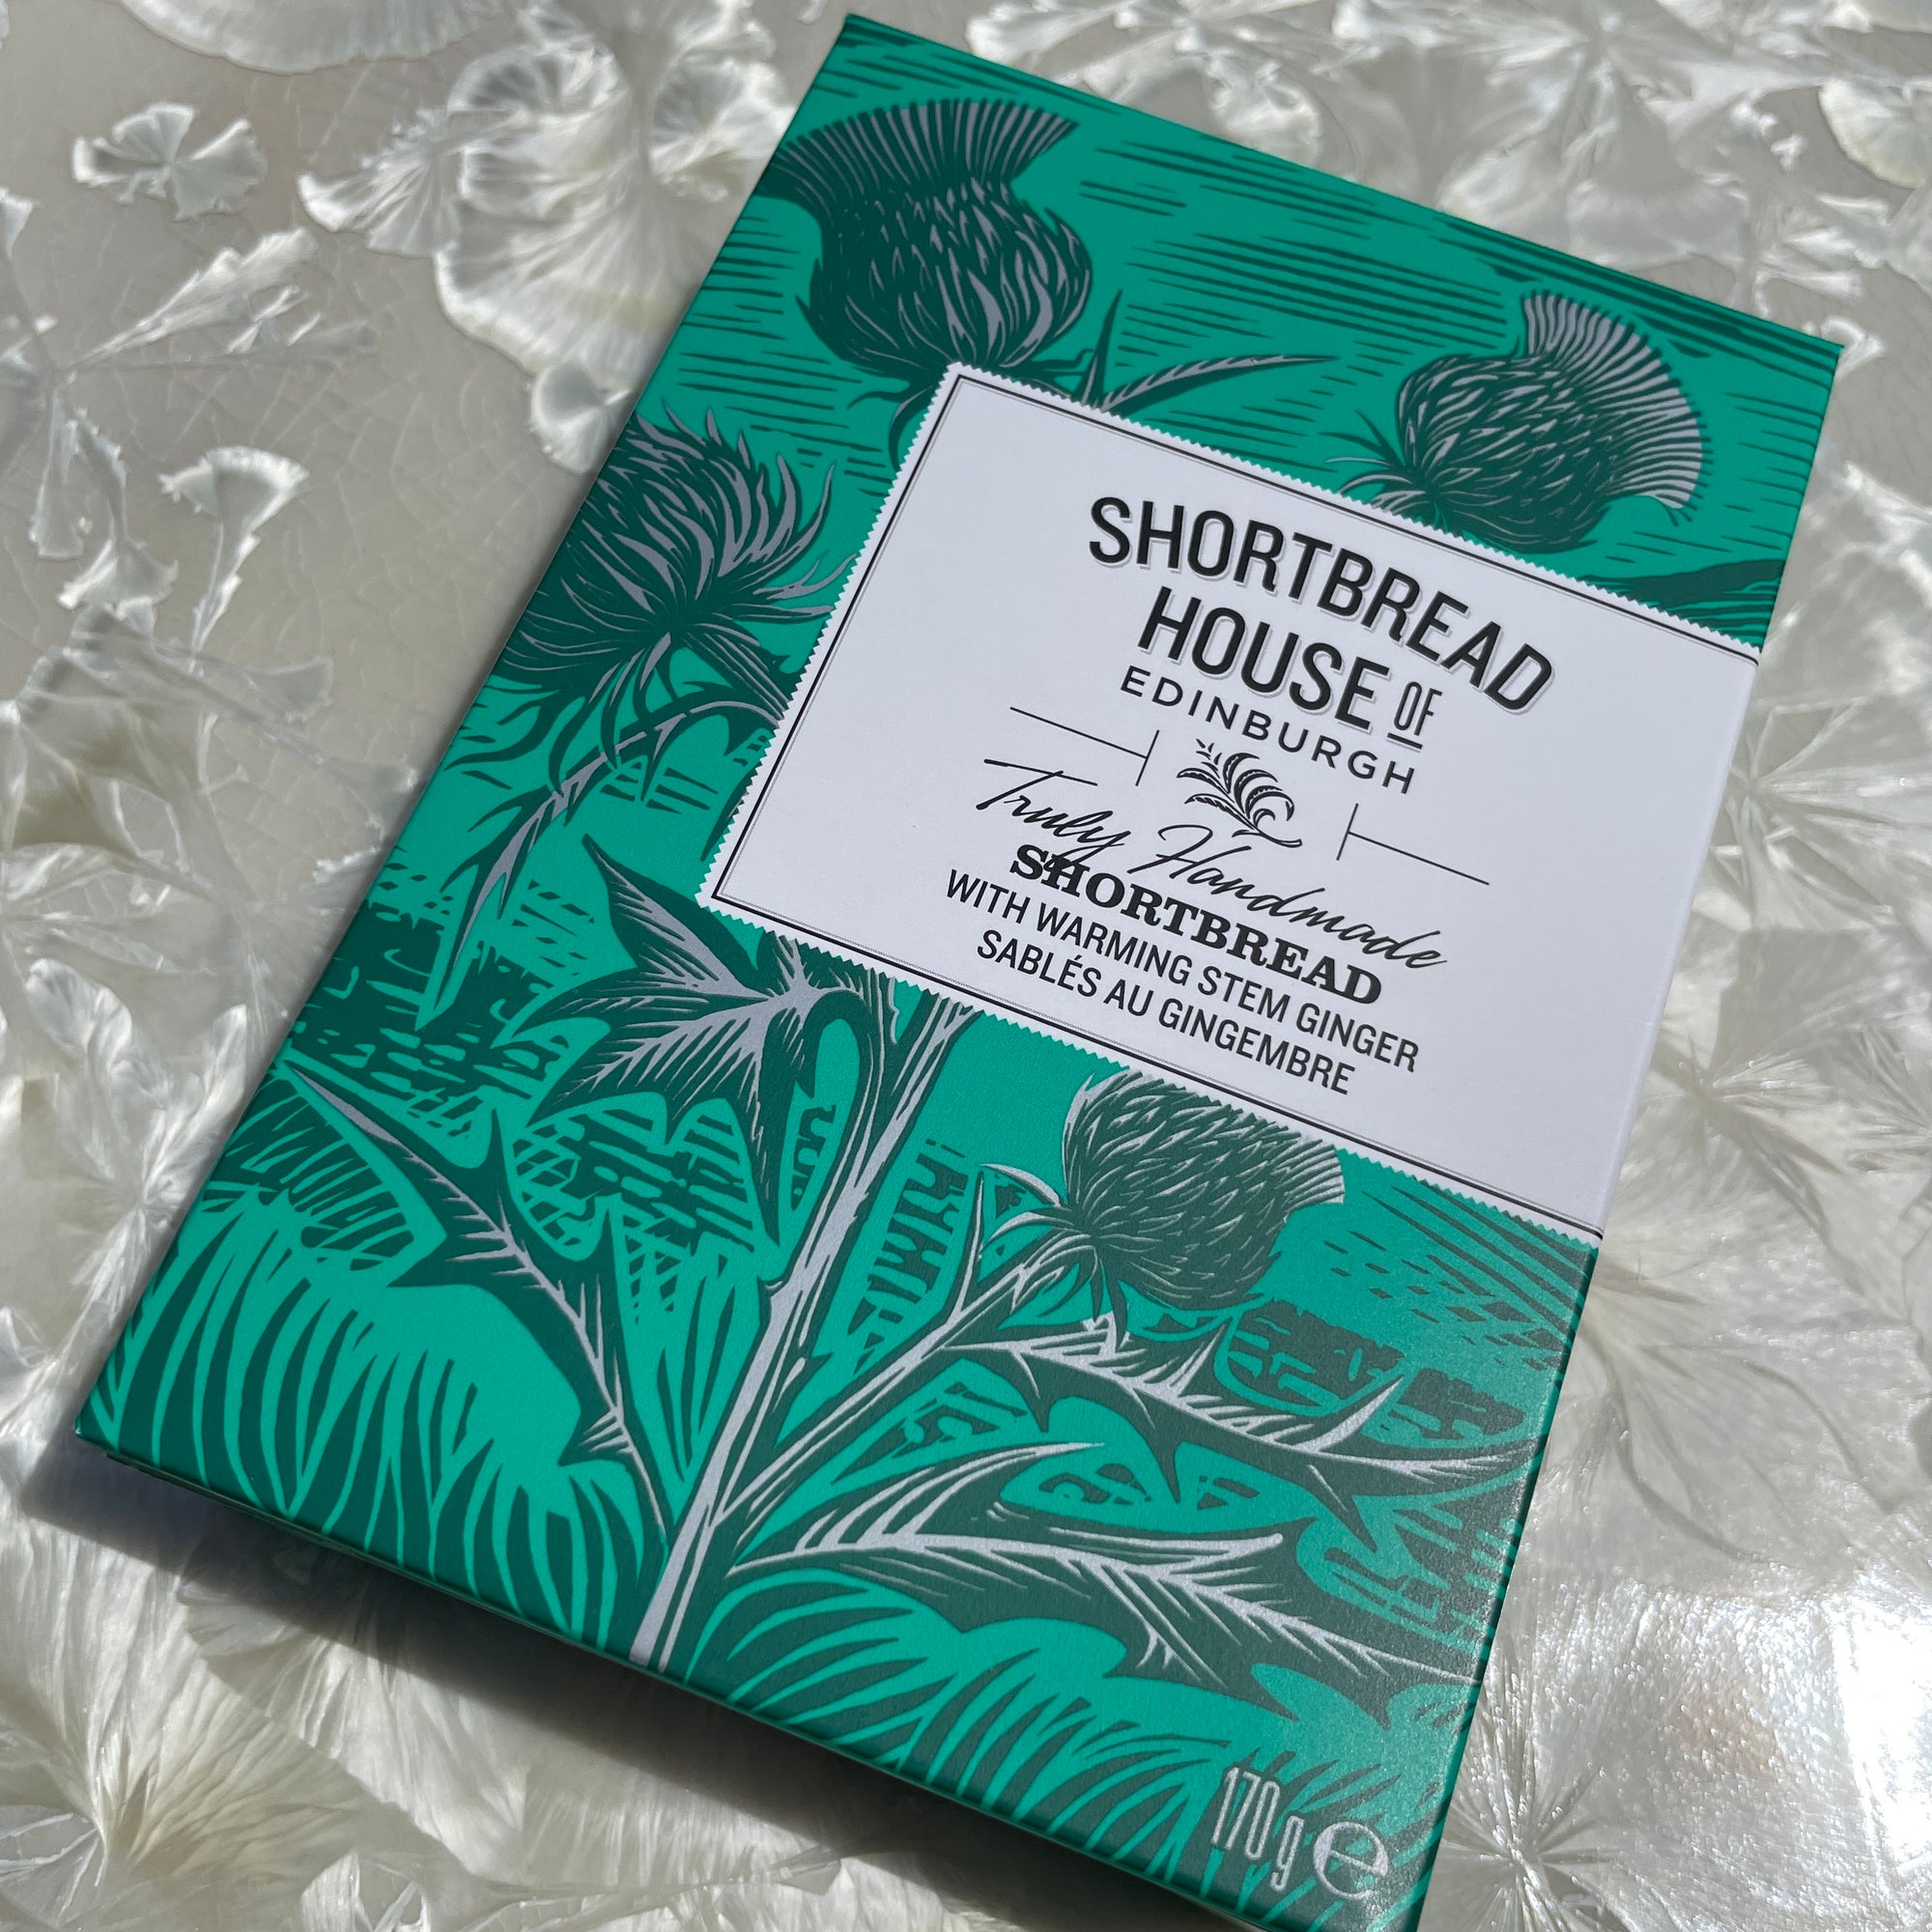 SHORTBREAD
HOUSE OF
EDINBURGH
Truly Handmade
SHORTBREAD
WITH WARMING STEM GINGER
SABLÉS AU GINGEMBRE
170g ℮